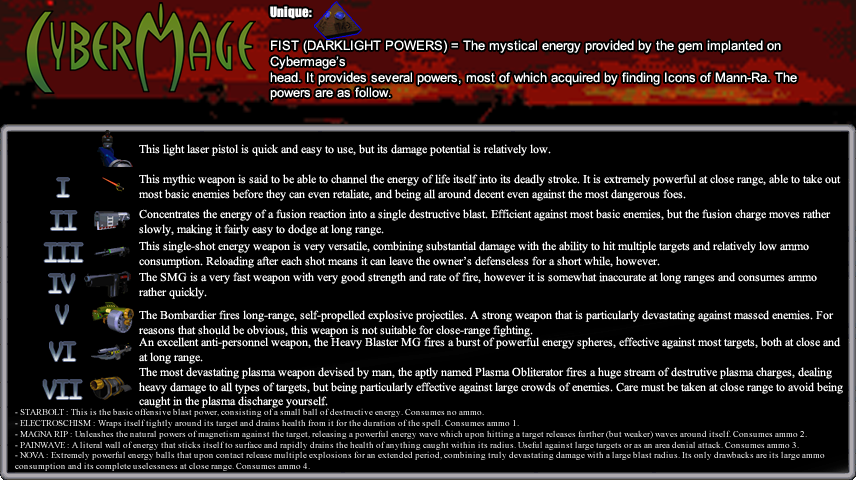 CYBERMAGE
Unique:
FIST (DARKLIGHT POWERS) = The mystical energy provided by the gem implanted on
Cybermage's
head. It provides several powers, most of which acquired by finding Icons of Mann-Ra. The
powers are as follow.
This light laser pistol is quick and easy to use, but its damage potential is relatively low.
I
This mythic weapon is said to be able to channel the energy of life itself into its deadly stroke. It is extremely powerful at close range, able to take out
most basic enemies before they can even retaliate, and being all around decent even against the most dangerous foes.
II
Concentrates the energy of a fusion reaction into a single destructive blast. Efficient against most basic enemies, but the fusion charge moves rather
slowly, making it fairly easy to dodge at long range.
III
This single-shot energy weapon is very versatile, combining substantial damage with the ability to hit multiple targets and relatively low ammo
consumption. Reloading after each shot means it can leave the owner's defenseless for a short while, however.
IV
The SMG is a very fast weapon with very good strength and rate of fire, however it is somewhat inaccurate at long ranges and consumes ammo
rather quickly.
V
The Bombardier fires long-range, self-propelled explosive projectiles. A strong weapon that is particularly devastating against massed enemies. For
reasons that should be obvious, this weapon is not suitable for close-range fighting.
VI
An excellent anti-personnel weapon, the Heavy Blaster MG fires a burst of powerful energy spheres, effective against most targets, both at close and
at long range.
VII
The most devastating plasma weapon devised by man, the aptly named Plasma Obliterator fires a huge stream of destrutive plasma charges, dealing
heavy damage to all types of targets, but being particularly effective against large crowds of enemies. Care must be taken at close range to avoid being
caught in the plasma discharge yourself.
- STARBOLT : This is the basic offensive blast power, consisting of a small ball of destructive energy. Consumes no ammo.
- ELECTROSCHISM : Wraps itself tightly around its target and drains health from it for the duration of the spell. Consumes ammo 1.
- MAGNA RIP : Unleashes the natural powers of magnetism against the target, releasing a powerful energy wave which upon hitting a target releases further (but weaker) waves around itself. Consumes ammo 2.
- PAINWAVE : A literal wall of energy that sticks itself to surface and rapidly drains the health of anything caught within its radius. Useful against large targets or as an area denial attack. Consumes ammo 3.
- NOVA : Extremely powerful energy balls that upon contact release multiple explosions for an extended period, combining truly devastating damage with a large blast radius. Its only drawbacks are its large ammo
consumption and its complete uselessness at close range. Consumes ammo 4.